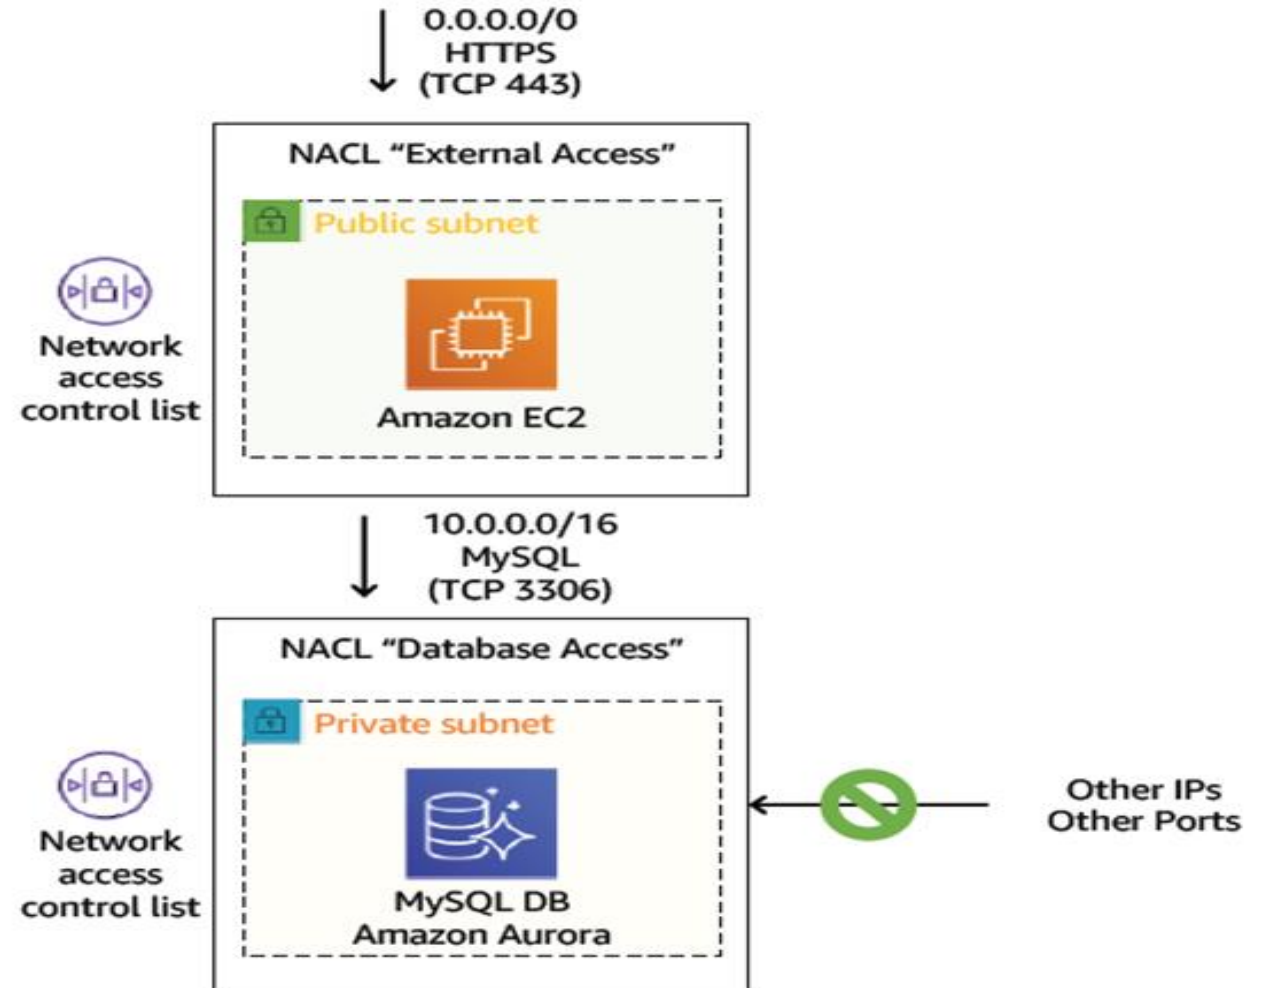 0.0.0.0/0
HTTPS
(TCP 443)
NACL “External Access”
Public subnet
Network
access
control list
Amazon EC2
10.0.0.0/16
MySQL
(TCP 3306)
NACL “Database Access”
Private subnet
Network
access
control list
MySQL DB
Amazon Aurora
Other IPs
Other Ports